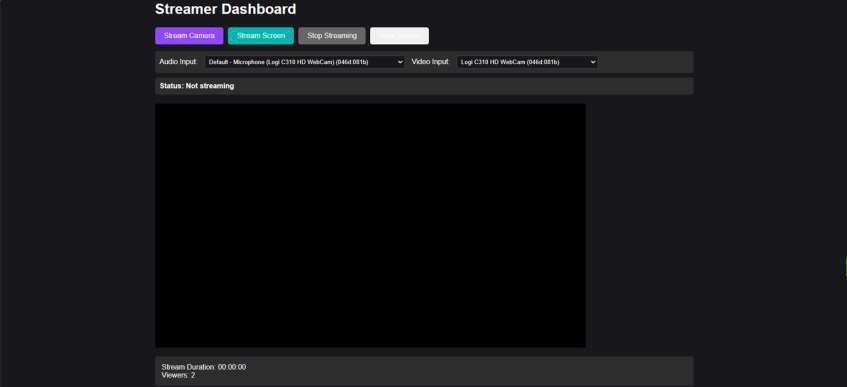 Streamer Dashboard
Stream Camera Stream Screen Stop Streaming
Audio Input: Default - Microphone (Logi C310 HD WebCam) (046d:081b) Video Input: Logi C310 HD WebCam (046d:081b)
Status: Not streaming
Stream Duration: 00:00:00
Viewers: 2